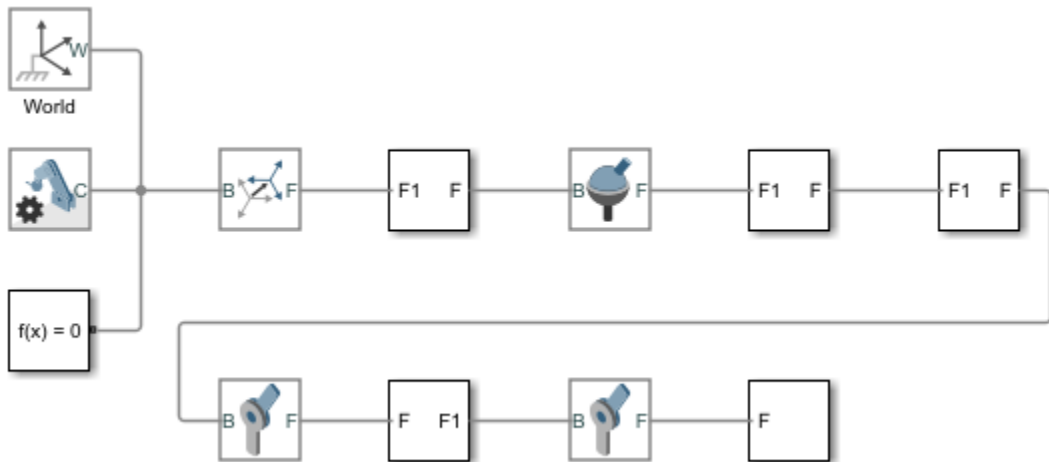 W
World
C
B F F1 F B F F1 F F1 F
f(x) = 0
B F F F1 B F F